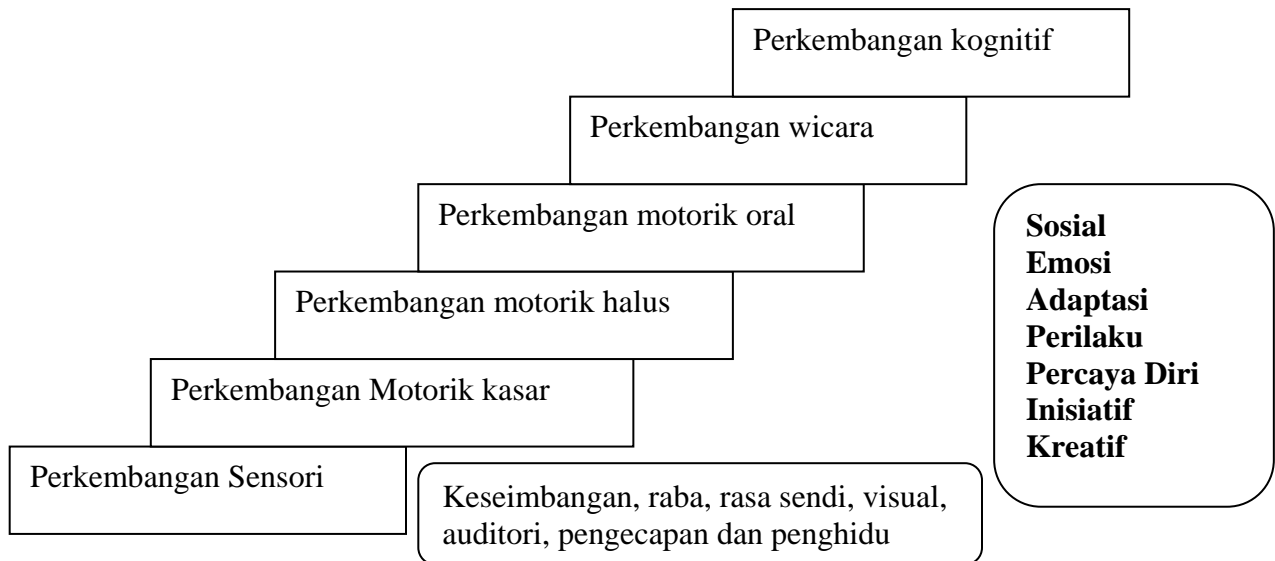 Perkembangan kognitif
Perkembangan wicara
Perkembangan motorik oral
Perkembangan motorik halus
Perkembangan Motorik kasar
Perkembangan Sensori
Keseimbangan, raba, rasa sendi, visual,
auditori, pengecapan dan penghidu
Sosial
Emosi
Adaptasi
Perilaku
Percaya Diri
Inisiatif
Kreatif